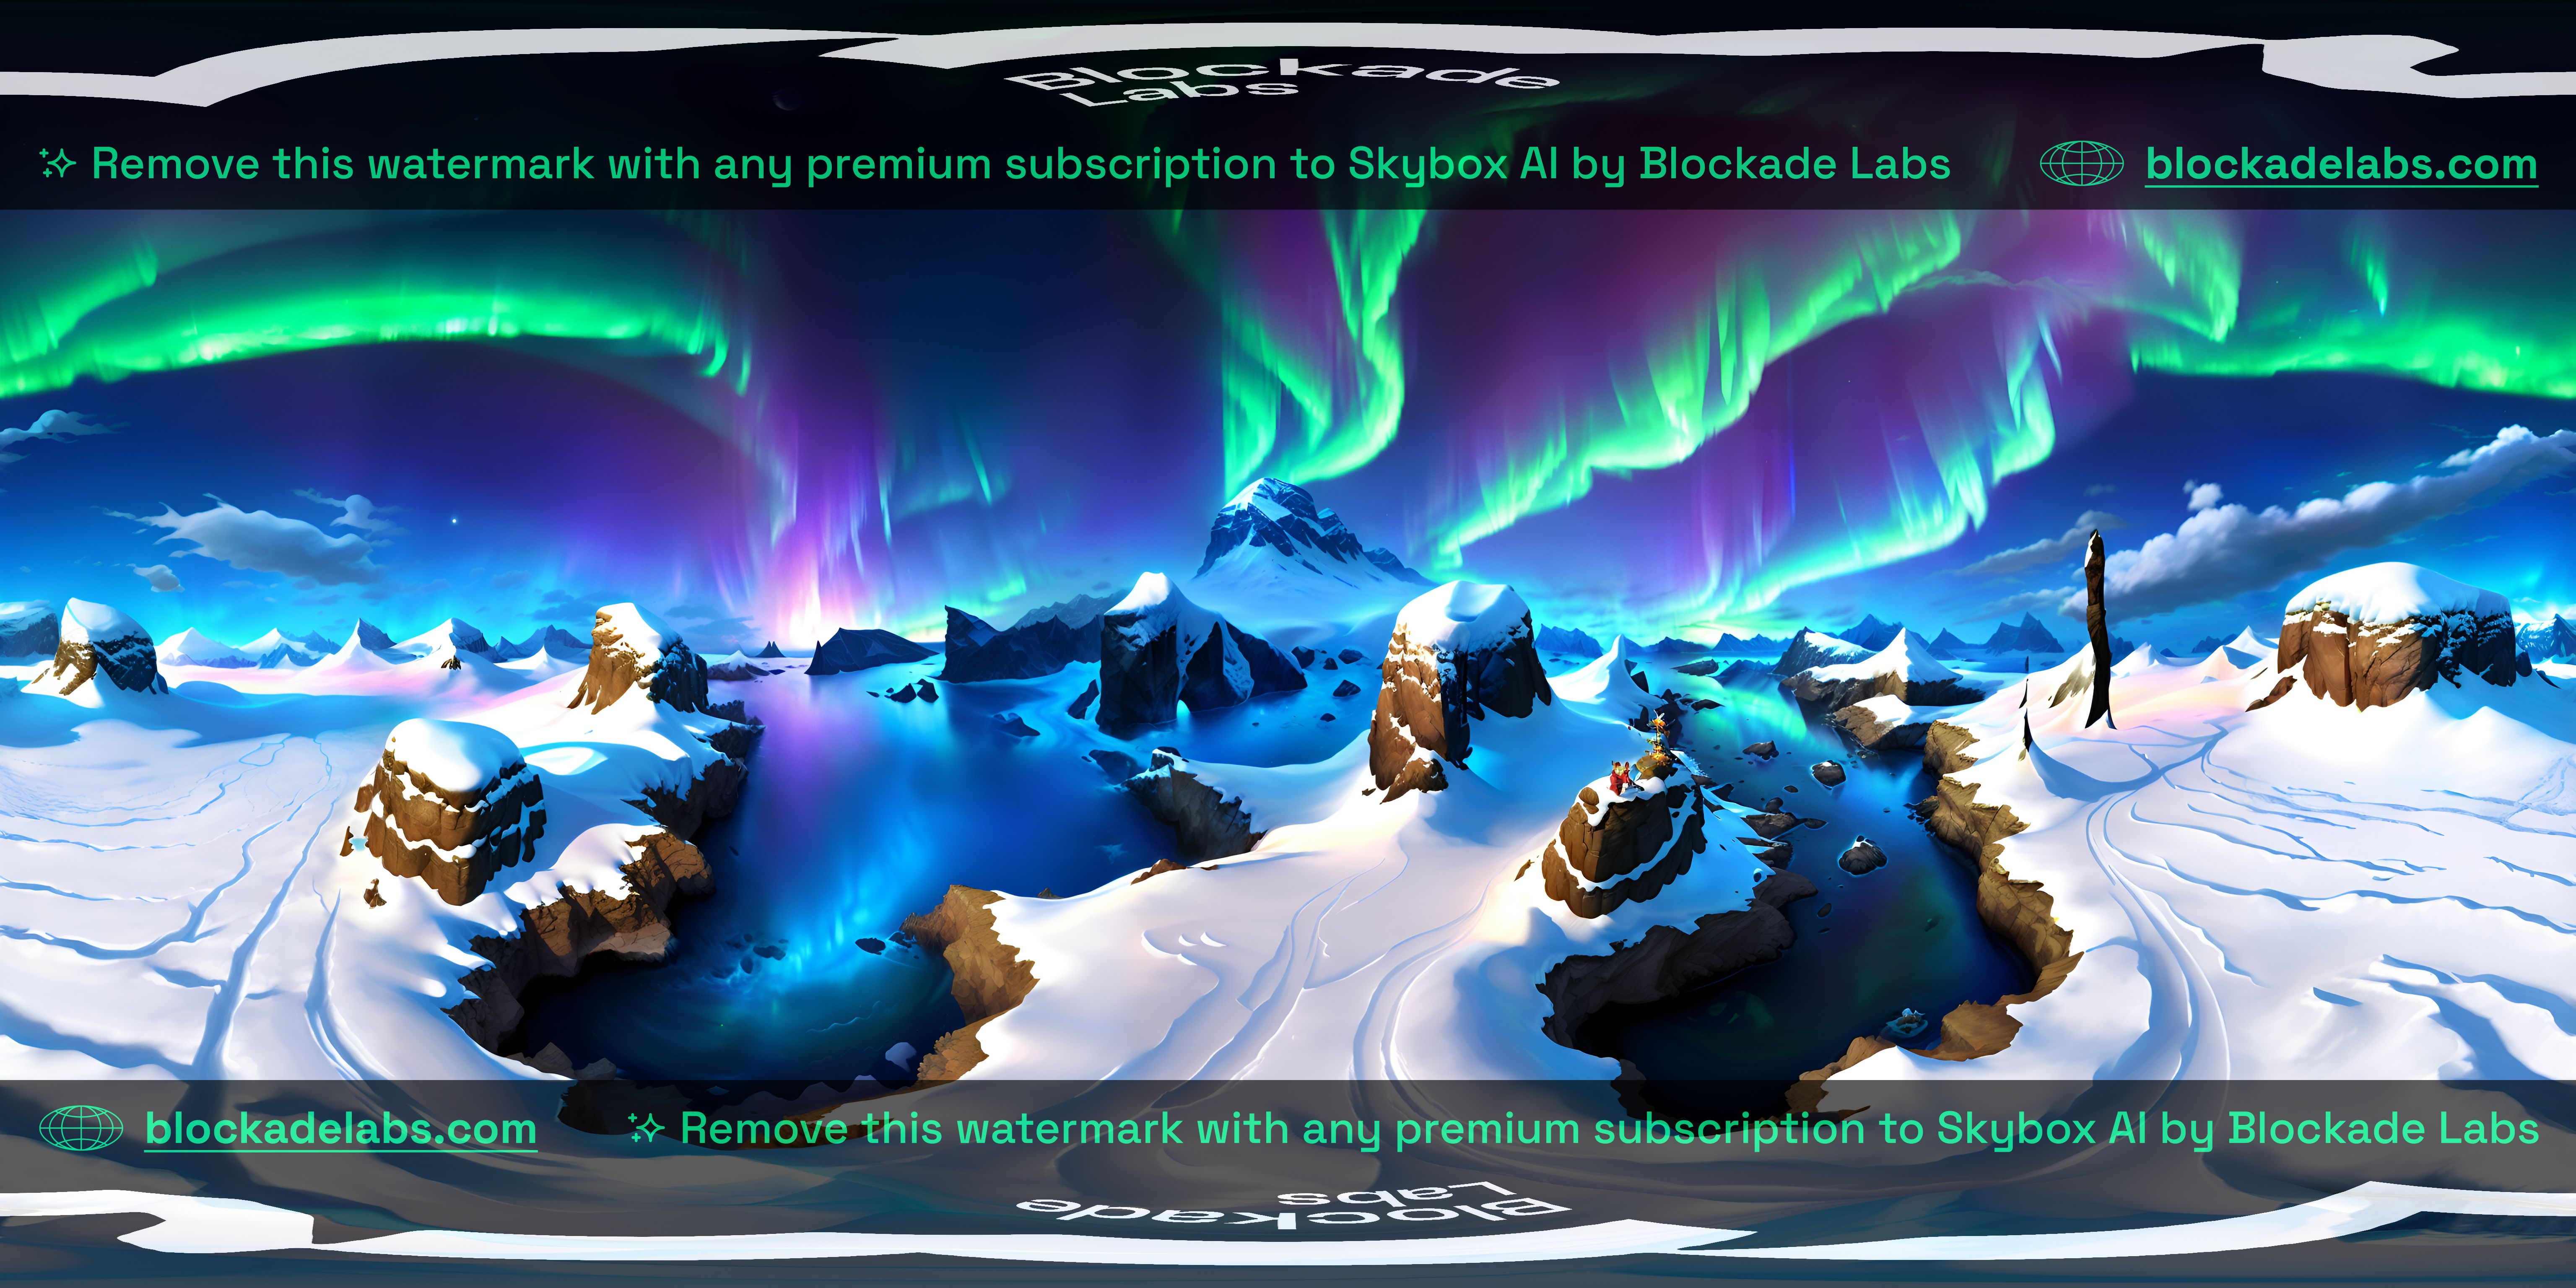 Blockade
Labs
Remove this watermark with any premium subscription to Skybox AI by Blockade Labs
blockadelabs.com
blockadelabs.com
Remove this watermark with any premium subscription to Skybox AI by Blockade Labs
Blockade
Labs